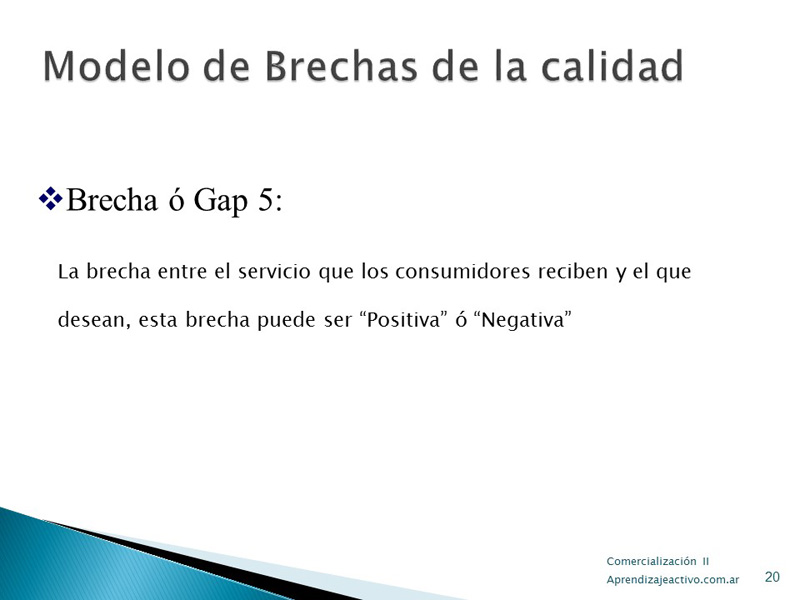 Modelo de Brechas de la calidad
Brecha ó Gap 5:
La brecha entre el servicio que los consumidores reciben y el que
desean, esta brecha puede ser “Positiva” ó “Negativa”
Comercialización II
Aprendizajeactivo.com.ar
20